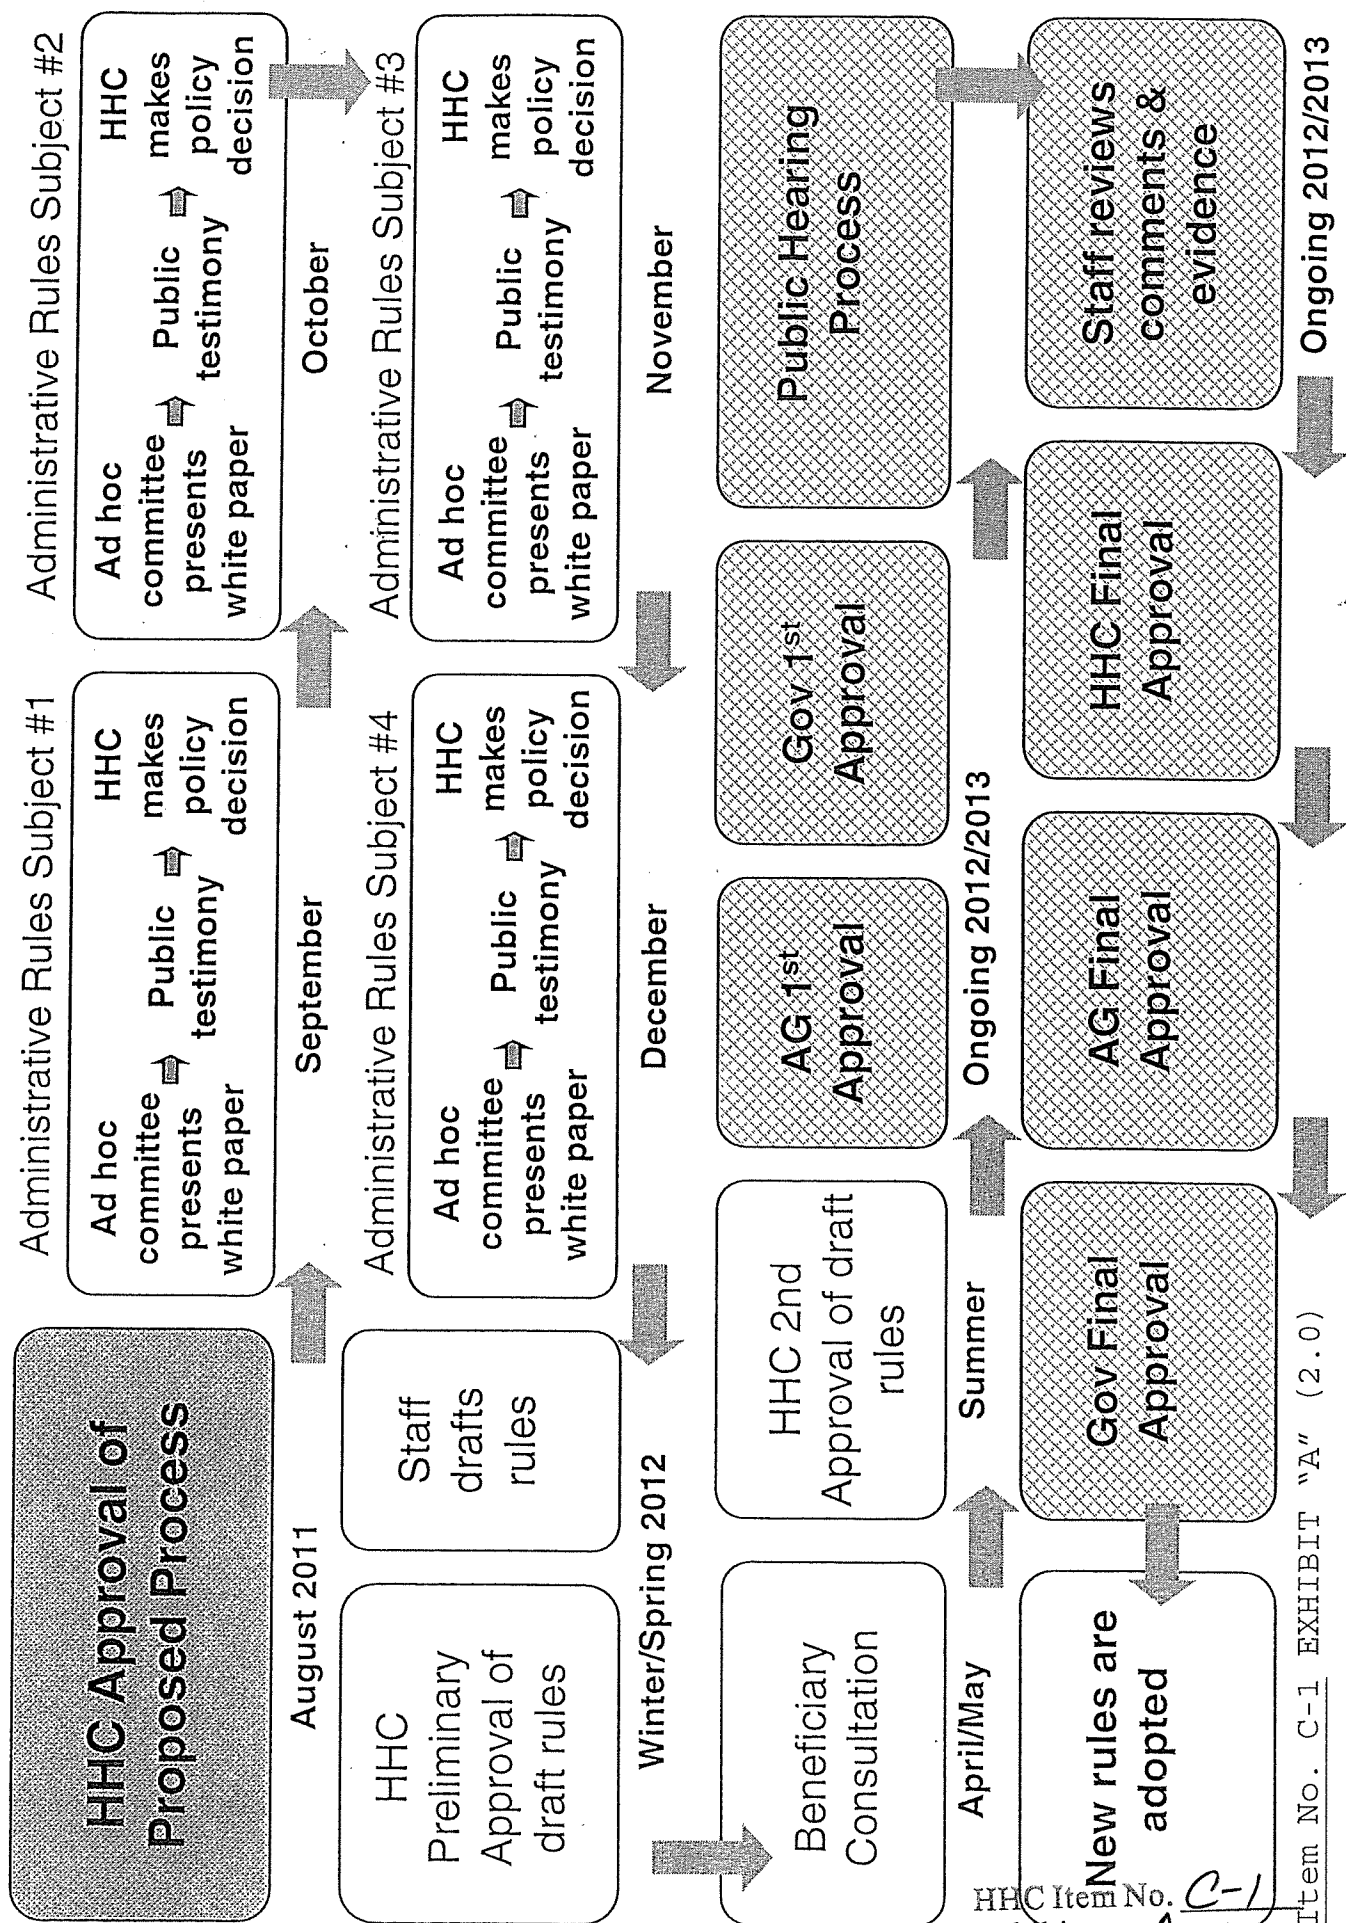 HHC Approval of
Proposed Process
August 2011
Administrative Rules Subject #1
Ad hoc
committee
presents
white paper
Public
testimony
HHC
makes
policy
decision
September
Administrative Rules Subject #2
Ad hoc
committee
presents
white paper
Public
testimony
HHC
makes
policy
decision
October
Administrative Rules Subject #3
Ad hoc
committee
presents
white paper
Public
testimony
HHC
makes
policy
decision
November
Administrative Rules Subject #4
Ad hoc
committee
presents
white paper
Public
testimony
HHC
makes
policy
decision
December
Staff
drafts
rules
HHC
Preliminary
Approval of
draft rules
Winter/Spring 2012
Beneficiary
Consultation
April/May
HHC 2nd
Approval of draft
rules
Summer
AG 1st
Approval
Gov 1st
Approval
Ongoing 2012/2013
Public Hearing
Process
Staff reviews
comments &
evidence
Ongoing 2012/2013
HHC Final
Approval
AG Final
Approval
Gov Final
Approval
New rules are
adopted
Item No. C-1 EXHIBIT "A" (2.0)
HHC Item No. C-1